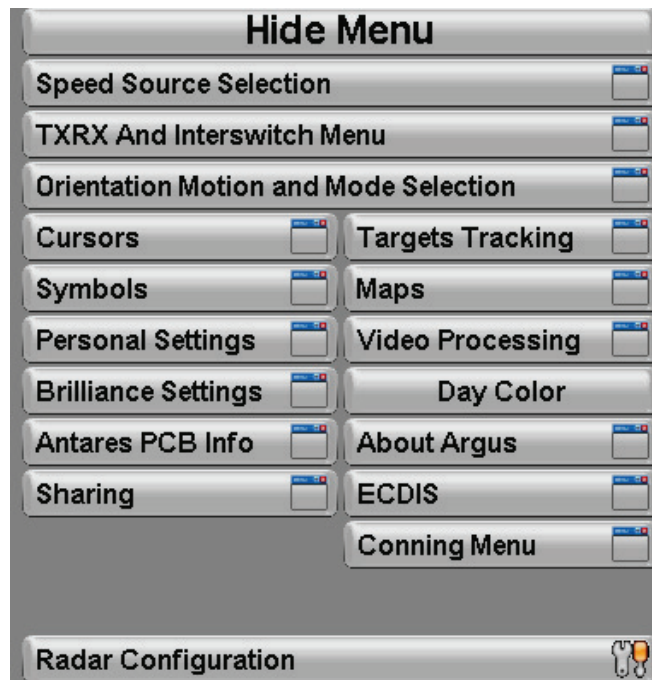 Hide Menu
Speed Source Selection
TXRX And Interswitch Menu
Orientation Motion and Mode Selection
Cursors
Targets Tracking
Symbols
Maps
Personal Settings
Video Processing
Brilliance Settings
Day Color
Antares PCB Info
About Argus
Sharing
ECDIS
Conning Menu
Radar Configuration